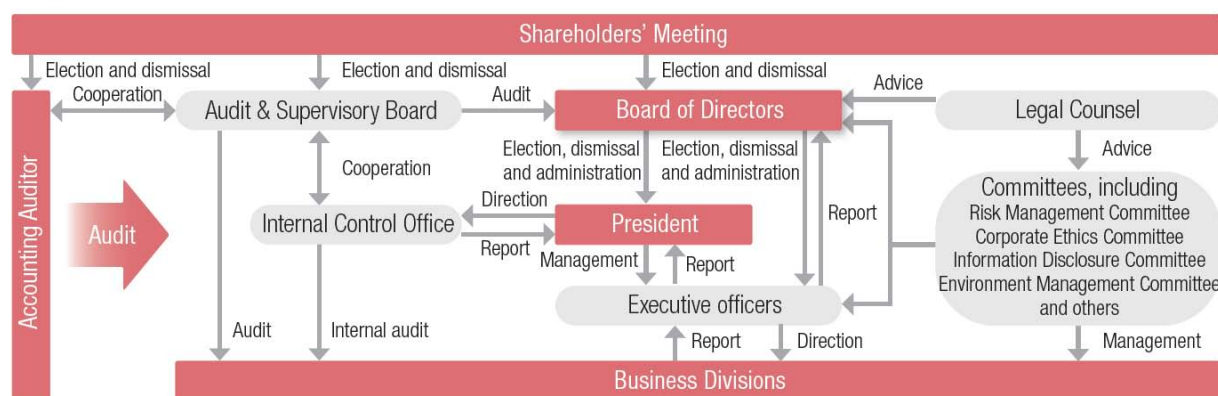 Shareholders' Meeting
Election and dismissal
Election and dismissal
Election and dismissal
Cooperation
Audit & Supervisory Board
Audit
Board of Directors
Advice
Legal Counsel
Accounting Auditor
Audit
Cooperation
Election, dismissal
and administration
Election, dismissal
and administration
Advice
Direction
Internal Control Office
Report
President
Report
Committees, including
Risk Management Committee
Corporate Ethics Committee
Information Disclosure Committee
Environment Management Committee
and others
Management
Report
Executive officers
Audit
Internal audit
Report
Direction
Management
Business Divisions